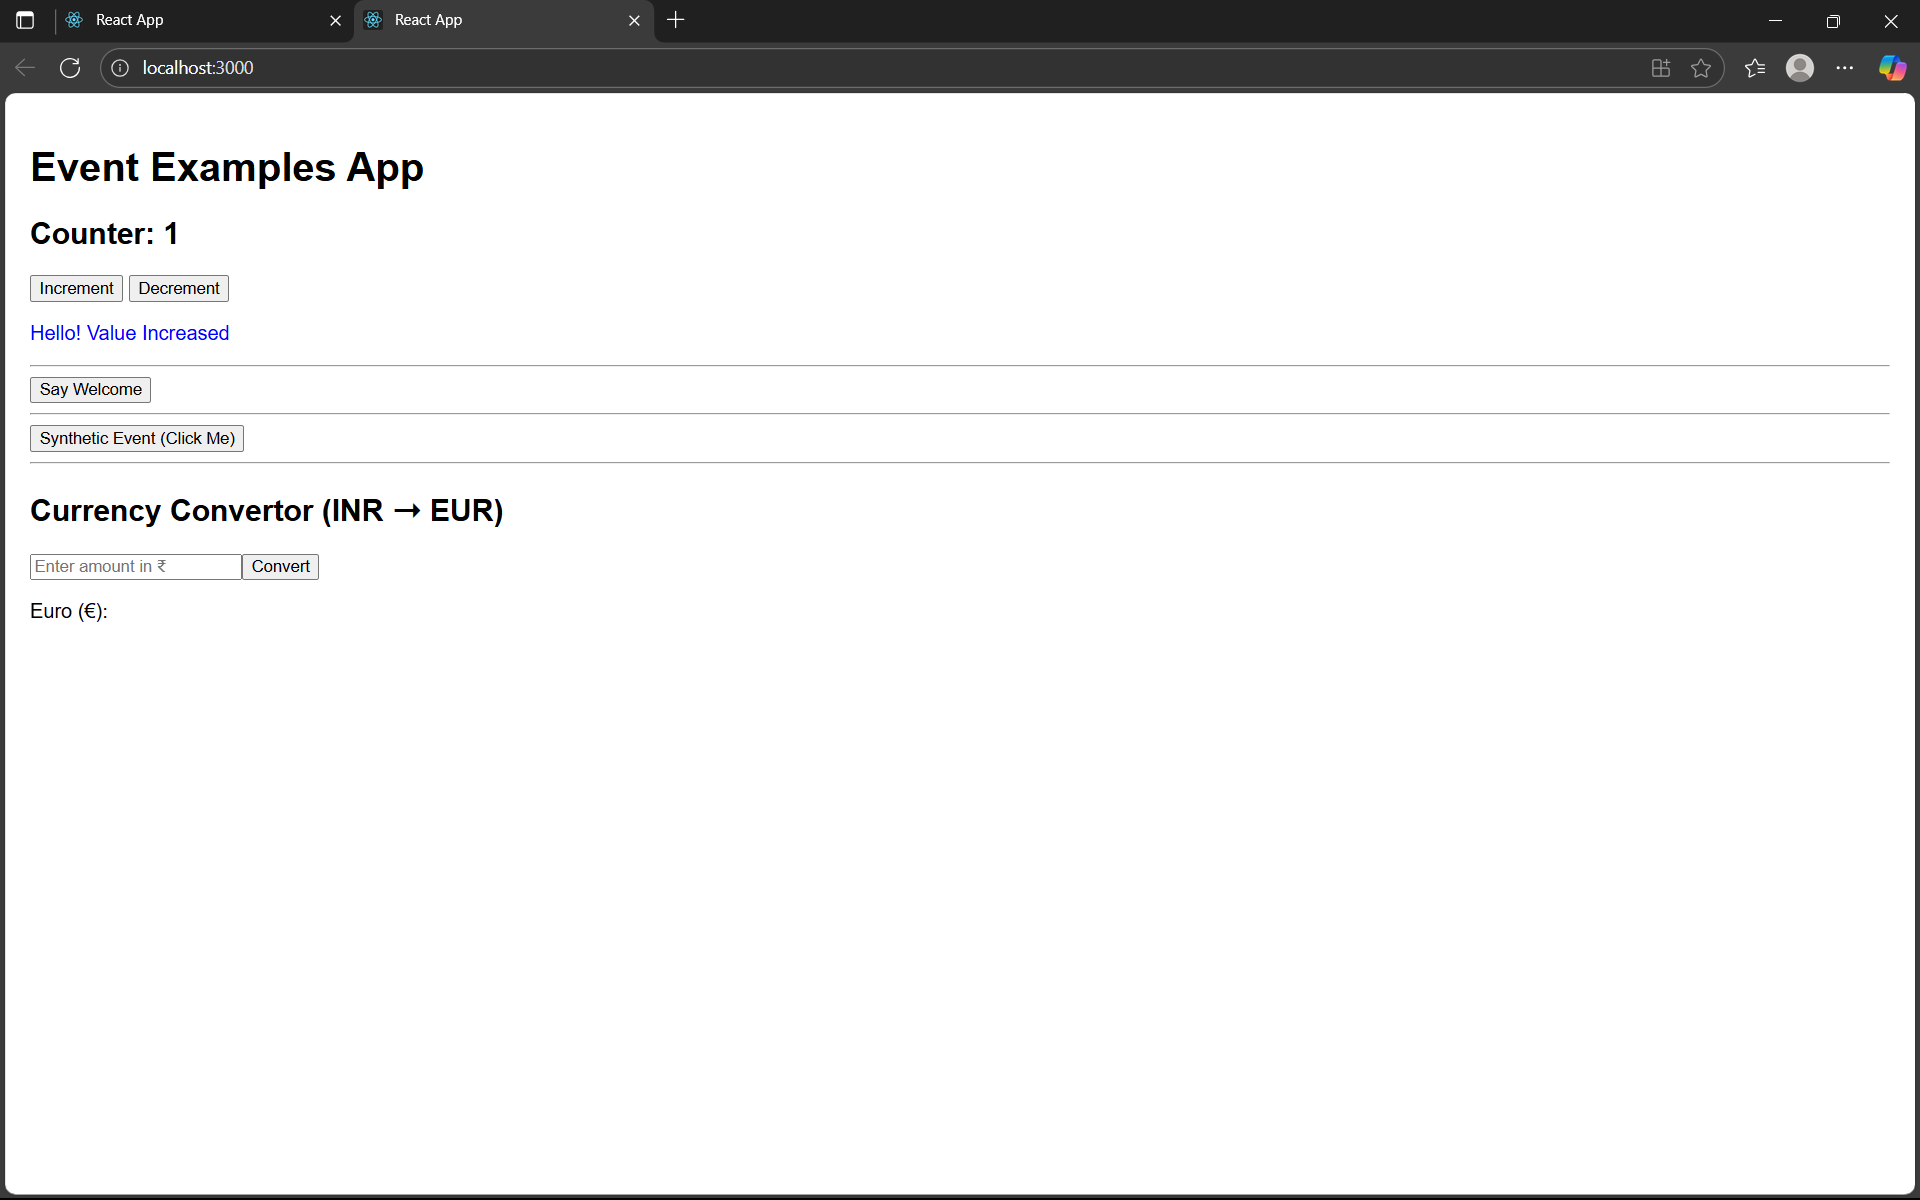 React App
React App
localhost:3000
Event Examples App
Counter: 1
Increment Decrement
Hello! Value Increased
Say Welcome
Synthetic Event (Click Me)
Currency Convertor (INR → EUR)
Enter amount in ₹ Convert
Euro (€):